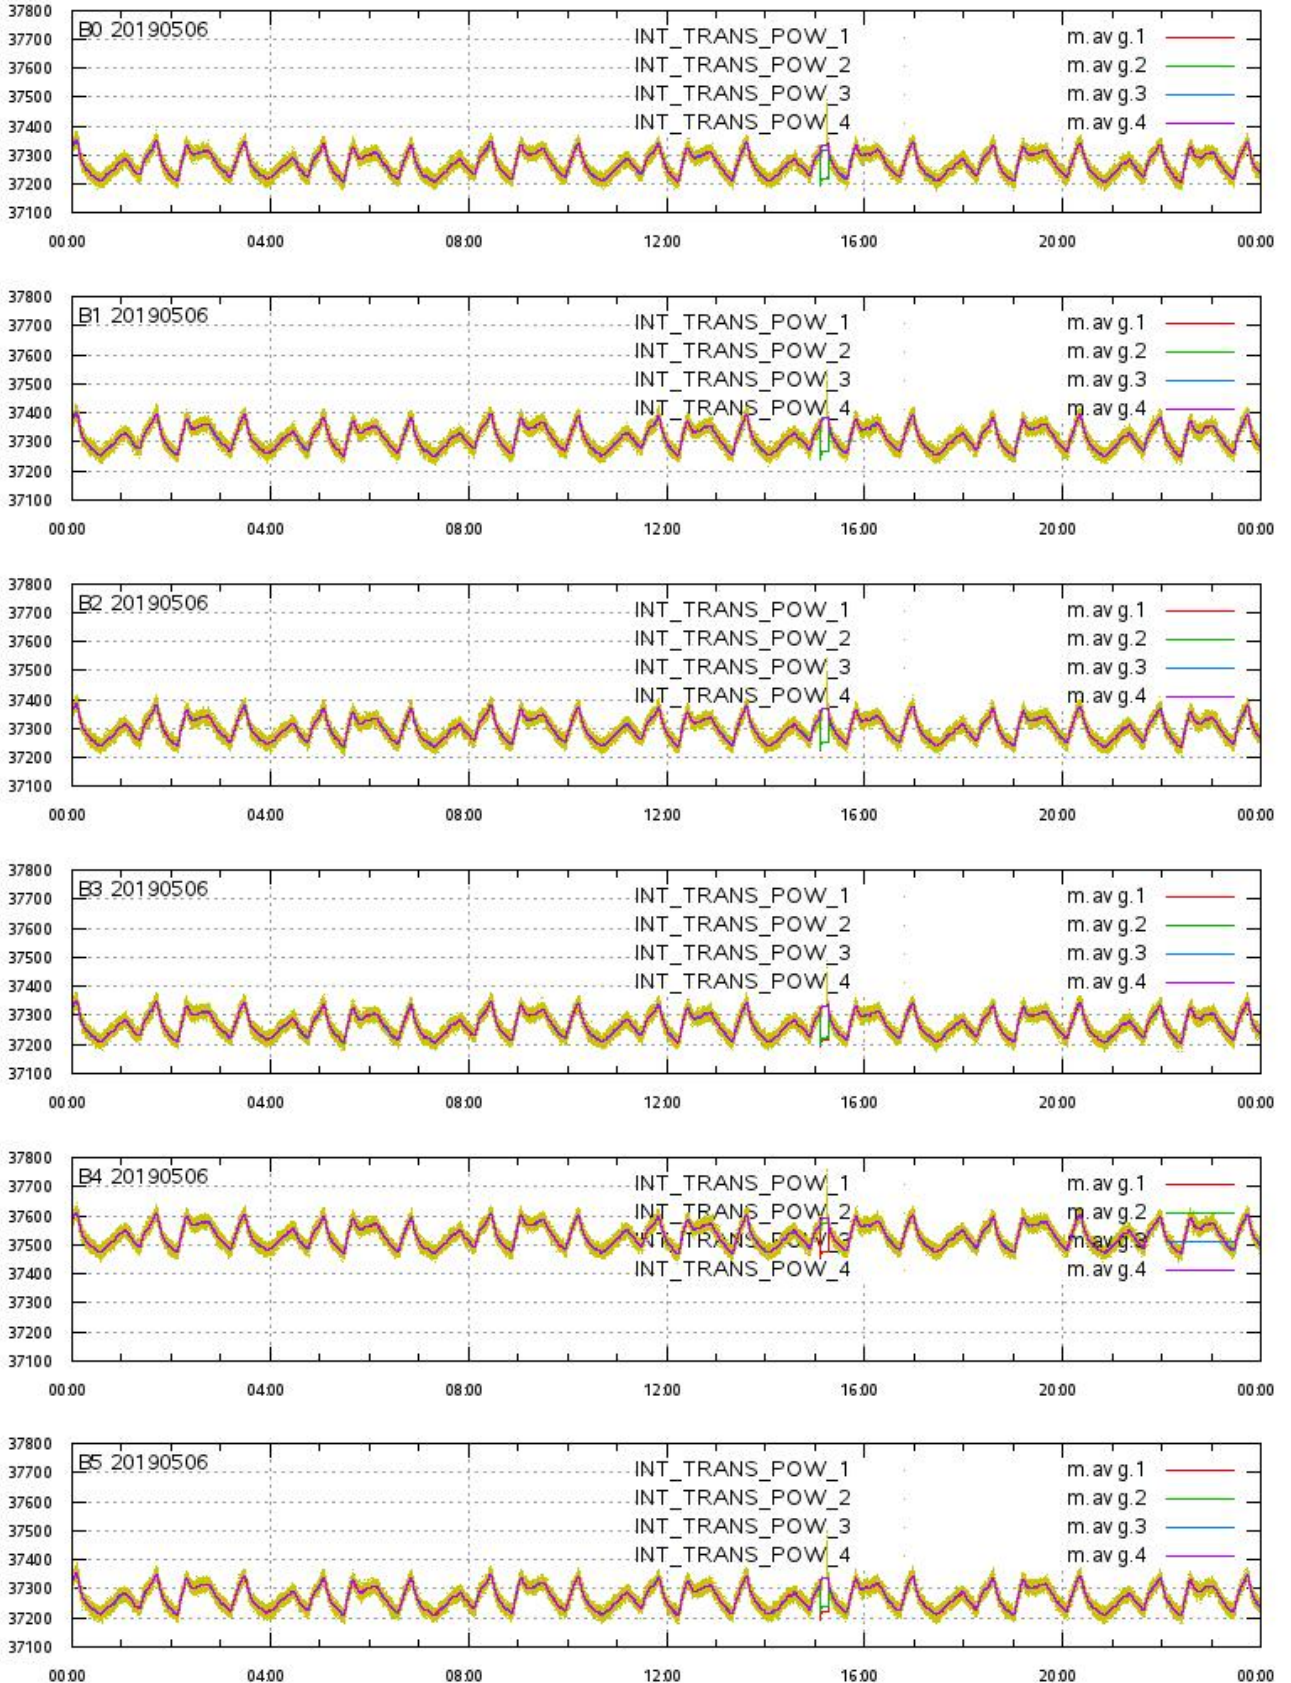 37800
B0 20190506 INT_TRANS_POW_1 m.avg.1
37700
37600 INT_TRANS_POW_2 m.avg.2
37500 INT_TRANS_POW_3 m.avg.3
37400 INT_TRANS_POW_4 m.avg.4
37300
37200
37100
00:00 04:00 08:00 12:00 16:00 20:00 00:00
37800
B1 20190506 INT_TRANS_POW_1 m.avg.1
37700
37600 INT_TRANS_POW_2 m.avg.2
37500 INT_TRANS_POW_3 m.avg.3
37400 INT_TRANS_POW_4 m.avg.4
37300
37200
37100
00:00 04:00 08:00 12:00 16:00 20:00 00:00
37800
B2 20190506 INT_TRANS_POW_1 m.avg.1
37700
37600 INT_TRANS_POW_2 m.avg.2
37500 INT_TRANS_POW_3 m.avg.3
37400 INT_TRANS_POW_4 m.avg.4
37300
37200
37100
00:00 04:00 08:00 12:00 16:00 20:00 00:00
37800
B3 20190506 INT_TRANS_POW_1 m.avg.1
37700
37600 INT_TRANS_POW_2 m.avg.2
37500 INT_TRANS_POW_3 m.avg.3
37400 INT_TRANS_POW_4 m.avg.4
37300
37200
37100
00:00 04:00 08:00 12:00 16:00 20:00 00:00
37800
B4 20190506 INT_TRANS_POW_1 m.avg.1
37700
37600 INT_TRANS_POW_2 m.avg.2
37500 INT_TRANS_POW_3 m.avg.3
37400 INT_TRANS_POW_4 m.avg.4
37300
37200
37100
00:00 04:00 08:00 12:00 16:00 20:00 00:00
37800
B5 20190506 INT_TRANS_POW_1 m.avg.1
37700
37600 INT_TRANS_POW_2 m.avg.2
37500 INT_TRANS_POW_3 m.avg.3
37400 INT_TRANS_POW_4 m.avg.4
37300
37200
37100
00:00 04:00 08:00 12:00 16:00 20:00 00:00